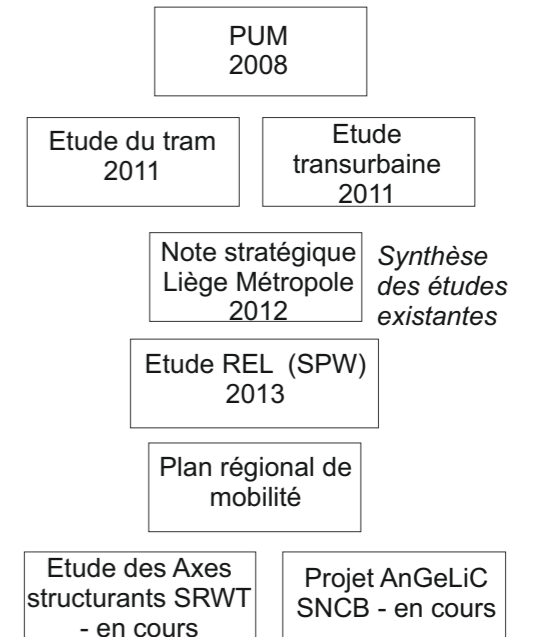 PUM
2008
Etude du tram
2011
Etude
transurbaine
2011
Note stratégique
Liège Métropole
2012
Synthèse
des études
existantes
Etude REL (SPW)
2013
Plan régional de
mobilité
Etude des Axes
structurants SRWT
- en cours
Projet AnGeLiC
SNCB - en cours